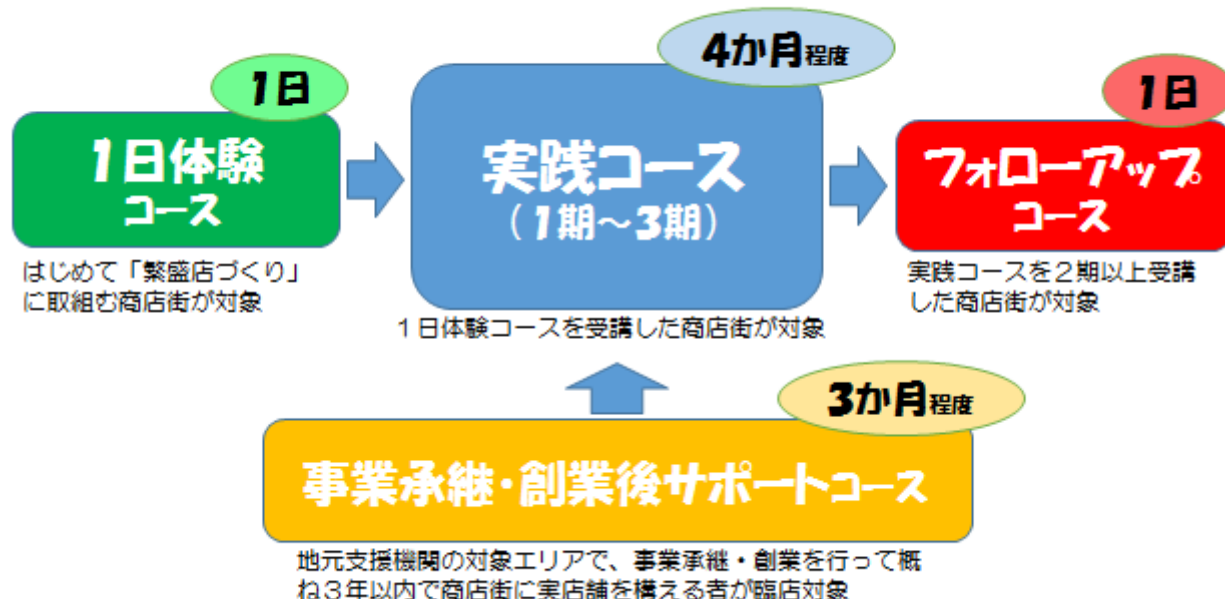 1日
1日体験
コース
はじめて「繁盛店づくり」
に取組む商店街が対象
4か月程度
実践コース
(1期～3期)
1日体験コースを受講した商店街が対象
1日
フォローアップ
コース
実践コースを2期以上受講
した商店街が対象
3か月程度
事業承継・創業後サポートコース
地元支援機関の対象エリアで、事業承継・創業を行って概
ね3年以内で商店街に実店舗を構える者が臨店対象